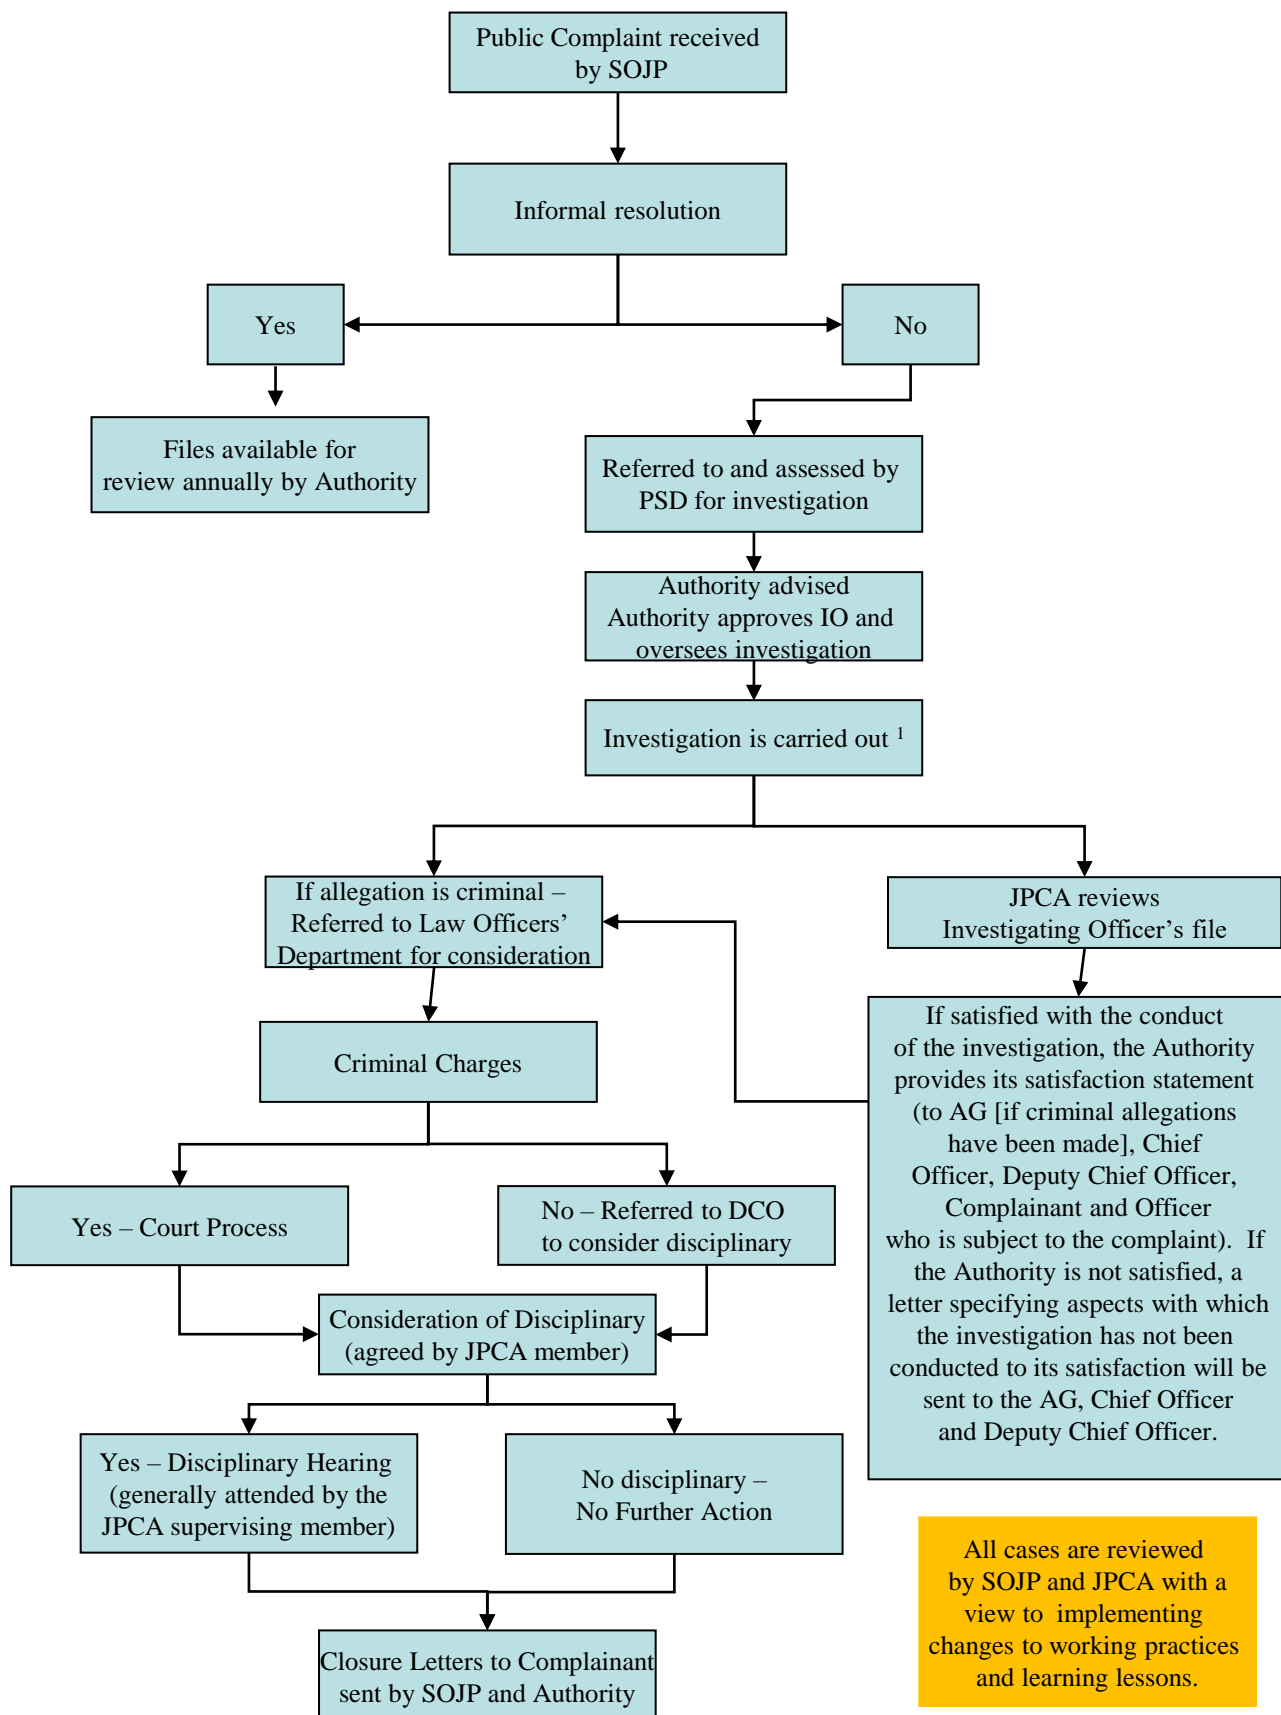 Public Complaint received
by SOJP
Informal resolution
Yes
No
Files available for
review annually by Authority
Referred to and assessed by
PSD for investigation
Authority advised
Authority approves IO and
oversees investigation
Investigation is carried out ¹
If allegation is criminal –
Referred to Law Officers’
Department for consideration
JPCA reviews
Investigating Officer’s file
Criminal Charges
If satisfied with the conduct
of the investigation, the Authority
provides its satisfaction statement
(to AG [if criminal allegations
have been made], Chief
Officer, Deputy Chief Officer,
Complainant and Officer
who is subject to the complaint).  If
the Authority is not satisfied, a
letter specifying aspects with which
the investigation has not been
conducted to its satisfaction will be
sent to the AG, Chief Officer
and Deputy Chief Officer.
Yes – Court Process
No – Referred to DCO
to consider disciplinary
Consideration of Disciplinary
(agreed by JPCA member)
Yes – Disciplinary Hearing
(generally attended by the
JPCA supervising member)
No disciplinary –
No Further Action
All cases are reviewed
by SOJP and JPCA with a
view to  implementing
changes to working practices
and learning lessons.
Closure Letters to Complainant
sent by SOJP and Authority